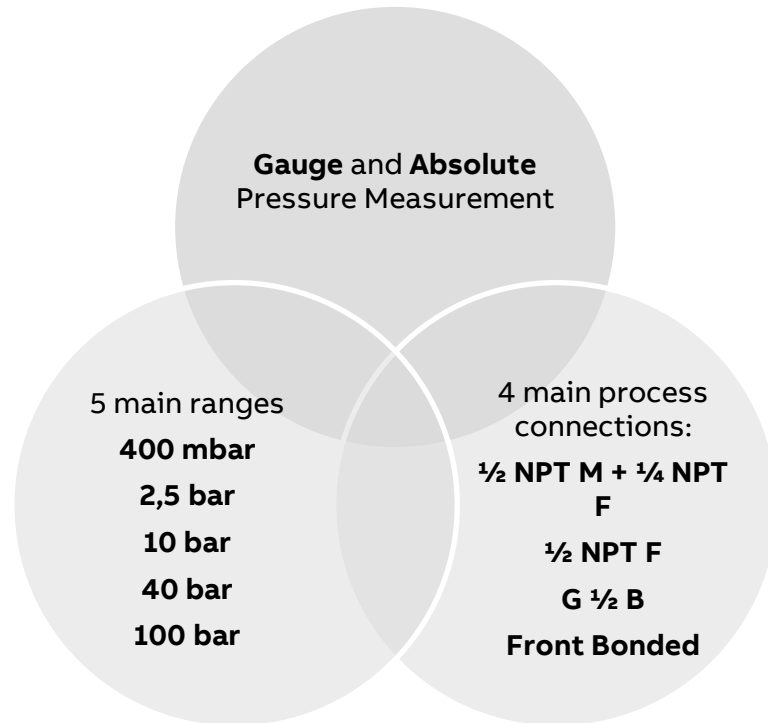 Gauge and Absolute
Pressure Measurement
5 main ranges
400 mbar
2,5 bar
10 bar
40 bar
100 bar
4 main process
connections:
½ NPT M + ¼ NPT
F
½ NPT F
G ½ B
Front Bonded